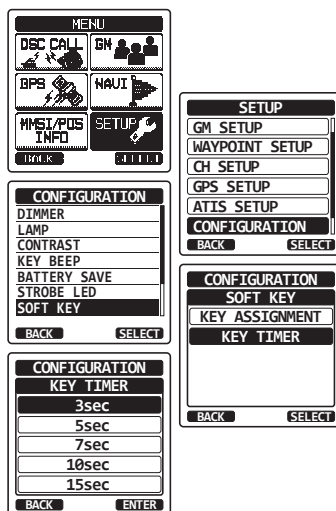 MENU
DSC CALL
GM
GPS
NAVI
MMSI/POS
INFO
SETUP
BACK
SELECT
SETUP
GM SETUP
WAYPOINT SETUP
CH SETUP
GPS SETUP
ATIS SETUP
CONFIGURATION
BACK
SELECT
CONFIGURATION
DIMMER
LAMP
CONTRAST
KEY BEEP
BATTERY SAVE
STROBE LED
SOFT KEY
BACK
SELECT
CONFIGURATION
SOFT KEY
KEY ASSIGNMENT
KEY TIMER
BACK
SELECT
CONFIGURATION
KEY TIMER
3sec
5sec
7sec
10sec
15sec
BACK
ENTER